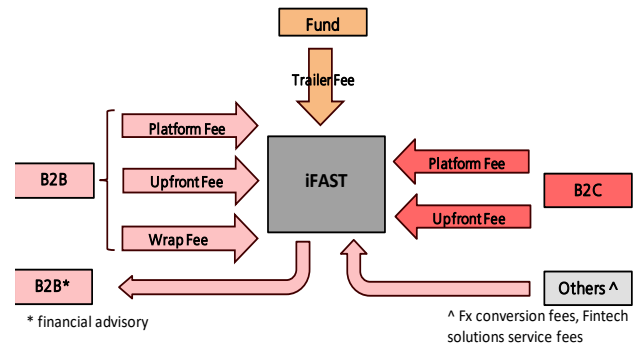 Fund
Trailer Fee
Platform Fee
Upfront Fee
Wrap Fee
B2B
iFAST
Platform Fee
Upfront Fee
B2C
B2B*
Others ^
* financial advisory
^ Fx conversion fees, Fintech
solutions service fees